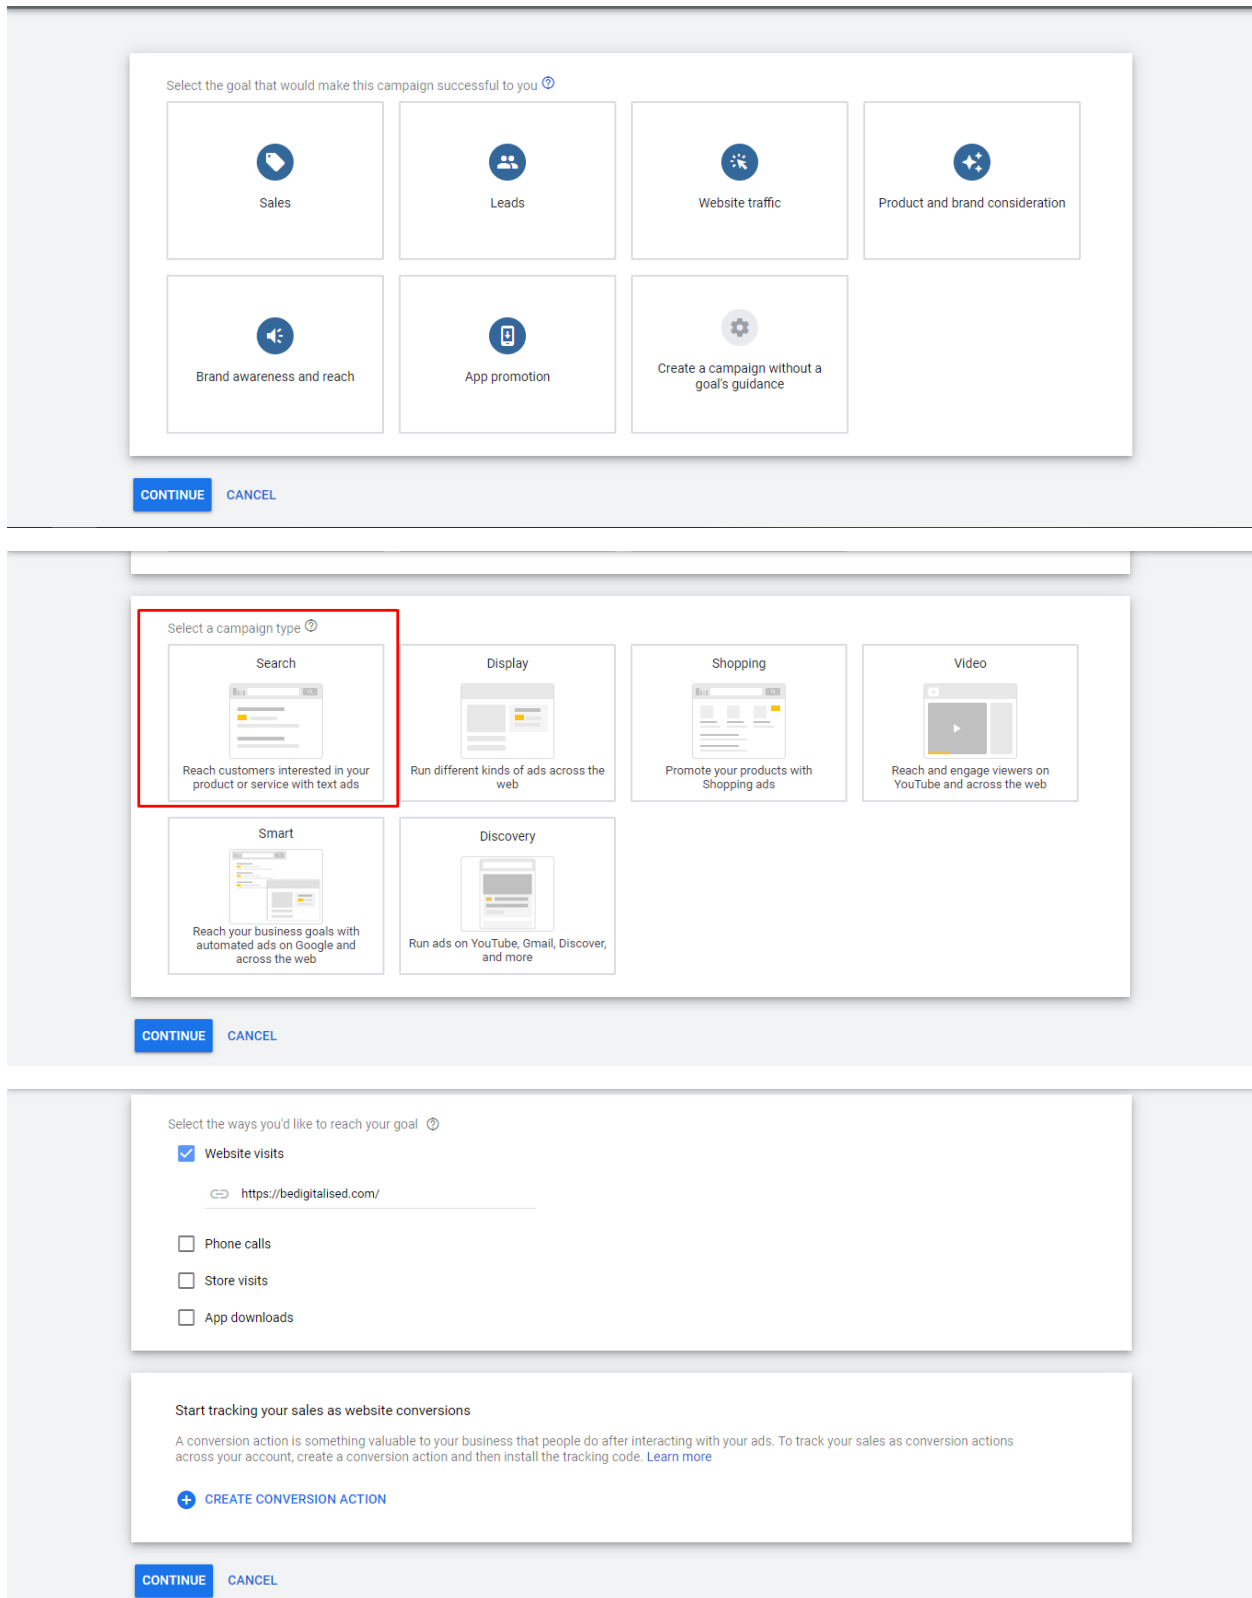 Select the goal that would make this campaign successful to you
Sales
Leads
Website traffic
Product and brand consideration
Brand awareness and reach
App promotion
Create a campaign without a
goal's guidance
CONTINUE
CANCEL
Select a campaign type
Search
Reach customers interested in your
product or service with text ads
Display
Run different kinds of ads across the
web
Shopping
Promote your products with
Shopping ads
Video
Reach and engage viewers on
YouTube and across the web
Smart
Reach your business goals with
automated ads on Google and
across the web
Discovery
Run ads on YouTube, Gmail, Discover,
and more
CONTINUE
CANCEL
Select the ways you'd like to reach your goal
Website visits
https://bedigitalised.com/
Phone calls
Store visits
App downloads
Start tracking your sales as website conversions
A conversion action is something valuable to your business that people do after interacting with your ads. To track your sales as conversion actions
across your account, create a conversion action and then install the tracking code. Learn more
CREATE CONVERSION ACTION
CONTINUE
CANCEL